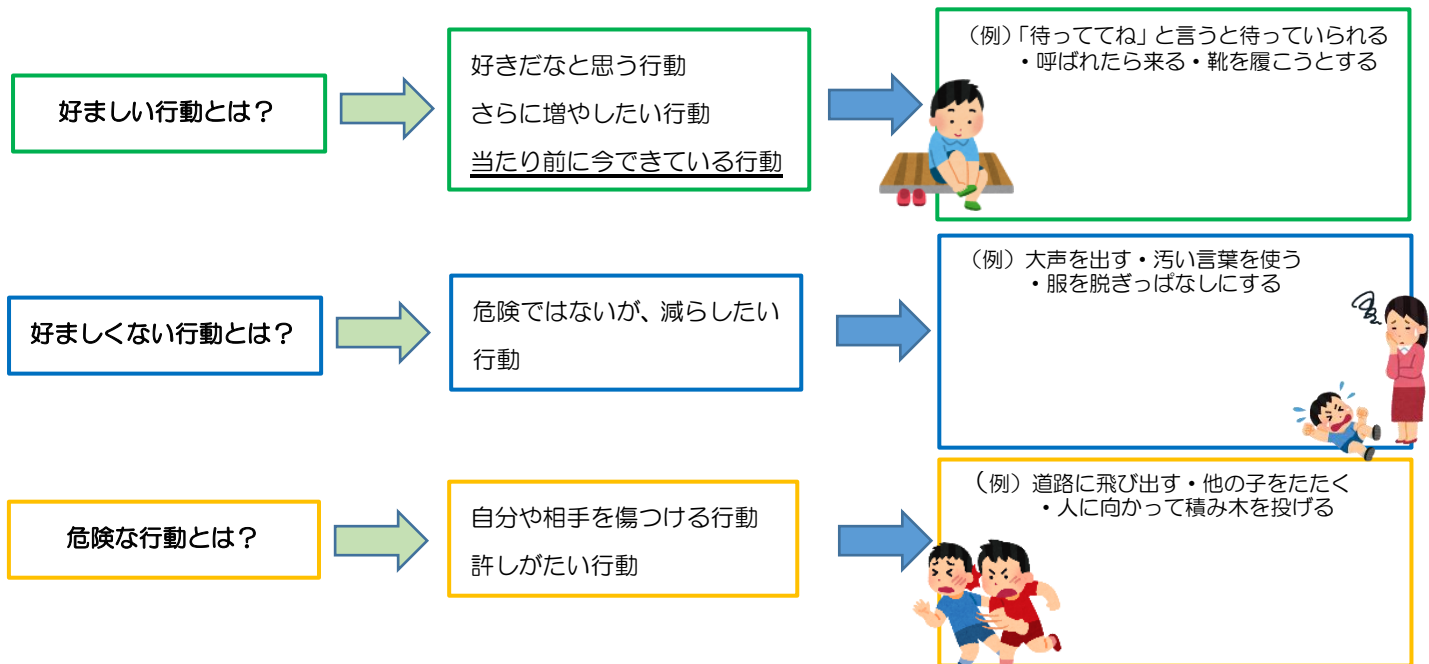 好ましい行動とは？
好きだなと思う行動
さらに増やしたい行動
当たり前に今できている行動
（例）「待っててね」と言うと待っていられる
・呼ばれたら来る・靴を履こうとする
好ましくない行動とは？
危険ではないが、減らしたい
行動
（例）大声を出す・汚い言葉を使う
・服を脱ぎっぱなしにする
危険な行動とは？
自分や相手を傷つける行動
許しがたい行動
（例）道路に飛び出す・他の子をたたく
・人に向かって積み木を投げる